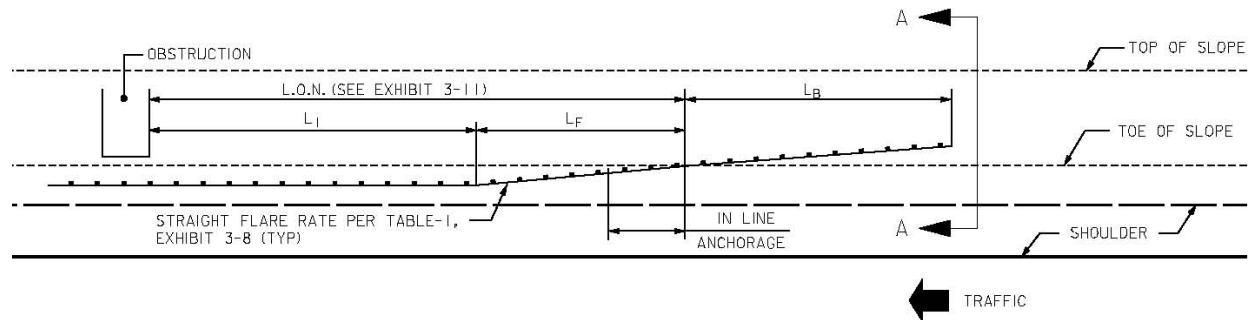 A
OBSTRUCTION
TOP OF SLOPE
L.O.N. (SEE EXHIBIT 3-11)
LB
LI
LF
TOE OF SLOPE
STRAIGHT FLARE RATE PER TABLE-1,
EXHIBIT 3-8 (TYP)
IN LINE
ANCHORAGE
A
SHOULDER
TRAFFIC